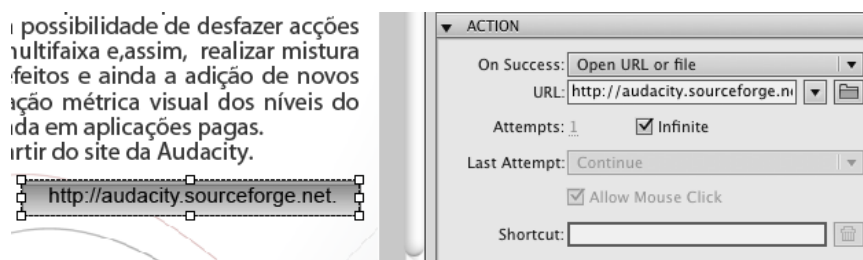 possibilidade de desfazer acções
multifaixa e,assim, realizar mistura
efeitos e ainda a adição de novos
ação métrica visual dos níveis do
da em aplicações pagas.
rtir do site da Audacity.
http://audacity.sourceforge.net.
ACTION
On Success: Open URL or file
URL: http://audacity.sourceforge.n
Attempts: 1 Infinite
Last Attempt: Continue
Allow Mouse Click
Shortcut: